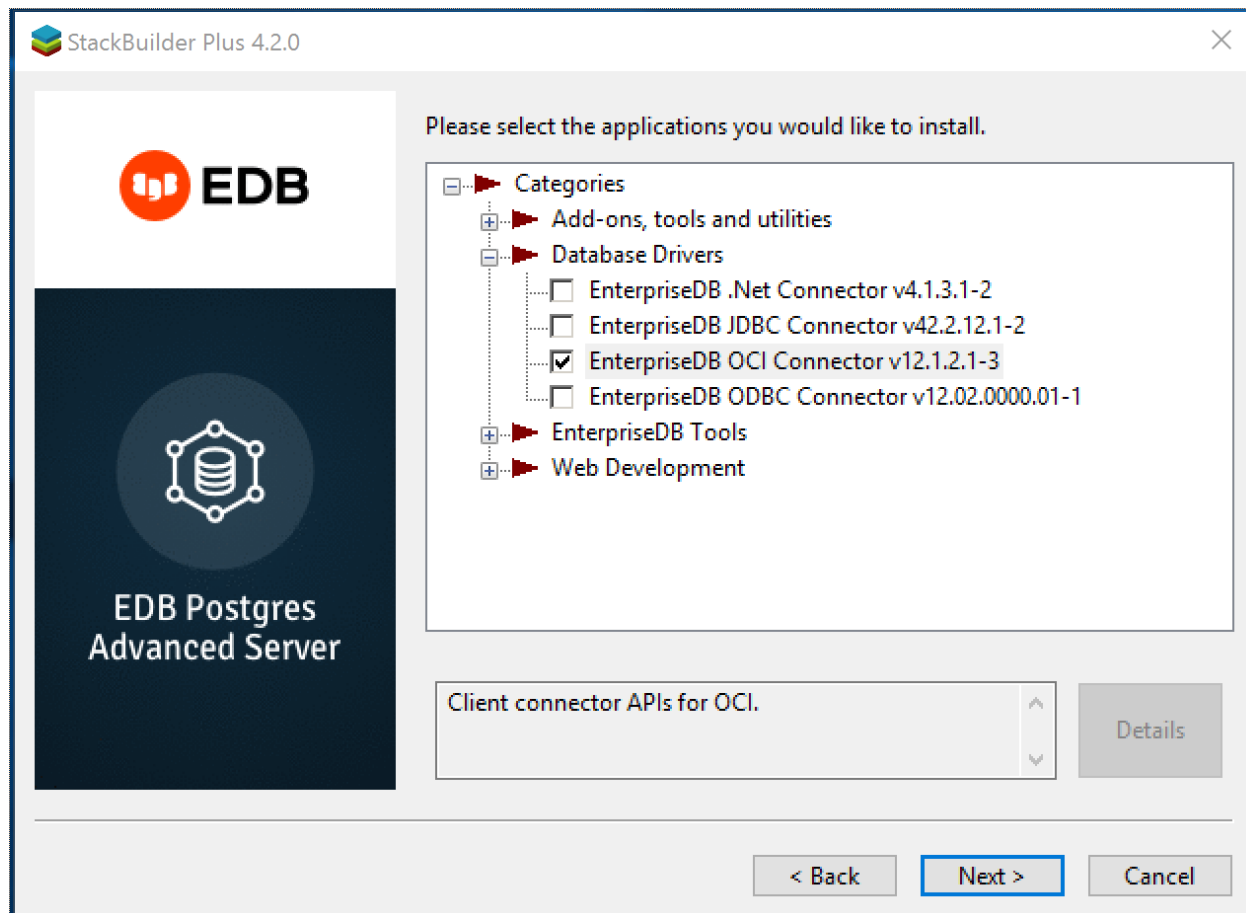 StackBuilder Plus 4.2.0
EDB
EDB Postgres
Advanced Server
Please select the applications you would like to install.
Categories
Add-ons, tools and utilities
Database Drivers
EnterpriseDB .Net Connector v4.1.3.1-2
EnterpriseDB JDBC Connector v42.2.12.1-2
EnterpriseDB OCI Connector v12.1.2.1-3
EnterpriseDB ODBC Connector v12.02.0000.01-1
EnterpriseDB Tools
Web Development
Client connector APIs for OCI.
Details
< Back
Next >
Cancel